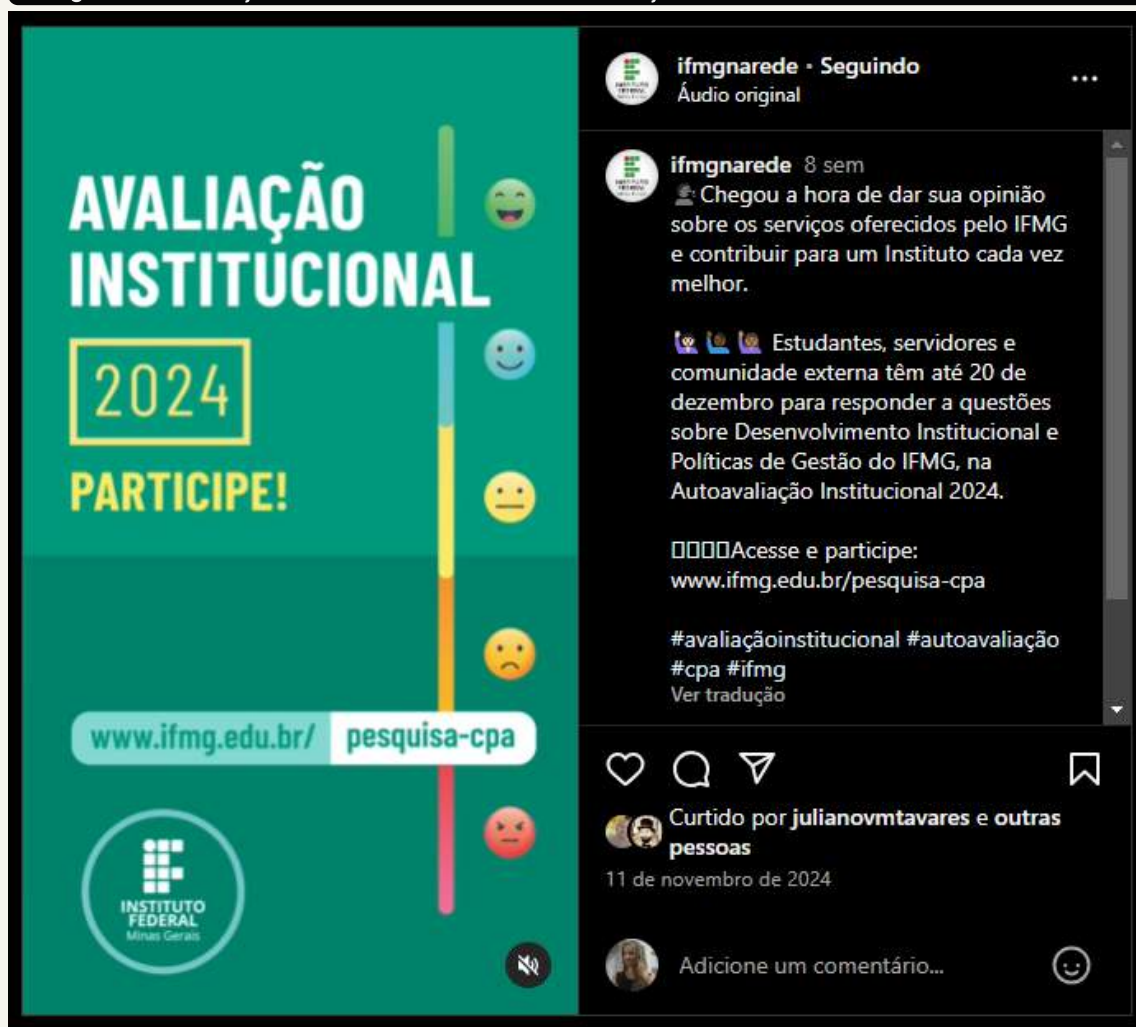 AVALIAÇÃO
INSTITUCIONAL
2024
PARTICIPE!
www.ifmg.edu.br/ pesquisa-cpa
INSTITUTO
FEDERAL
Minas Gerais
ifmgnarede • Seguindo
Áudio original
ifmgnarede 8 sem
Chegou a hora de dar sua opinião
sobre os serviços oferecidos pelo IFMG
e contribuir para um Instituto cada vez
melhor.
Estudantes, servidores e
comunidade externa têm até 20 de
dezembro para responder a questões
sobre Desenvolvimento Institucional e
Políticas de Gestão do IFMG, na
Autoavaliação Institucional 2024.
Acesse e participe:
www.ifmg.edu.br/pesquisa-cpa
#avaliaçãoinstitucional #autoavaliação
#cpa #ifmg
Ver tradução
Curtido por julianovmtavares e outras
pessoas
11 de novembro de 2024
Adicione um comentário...